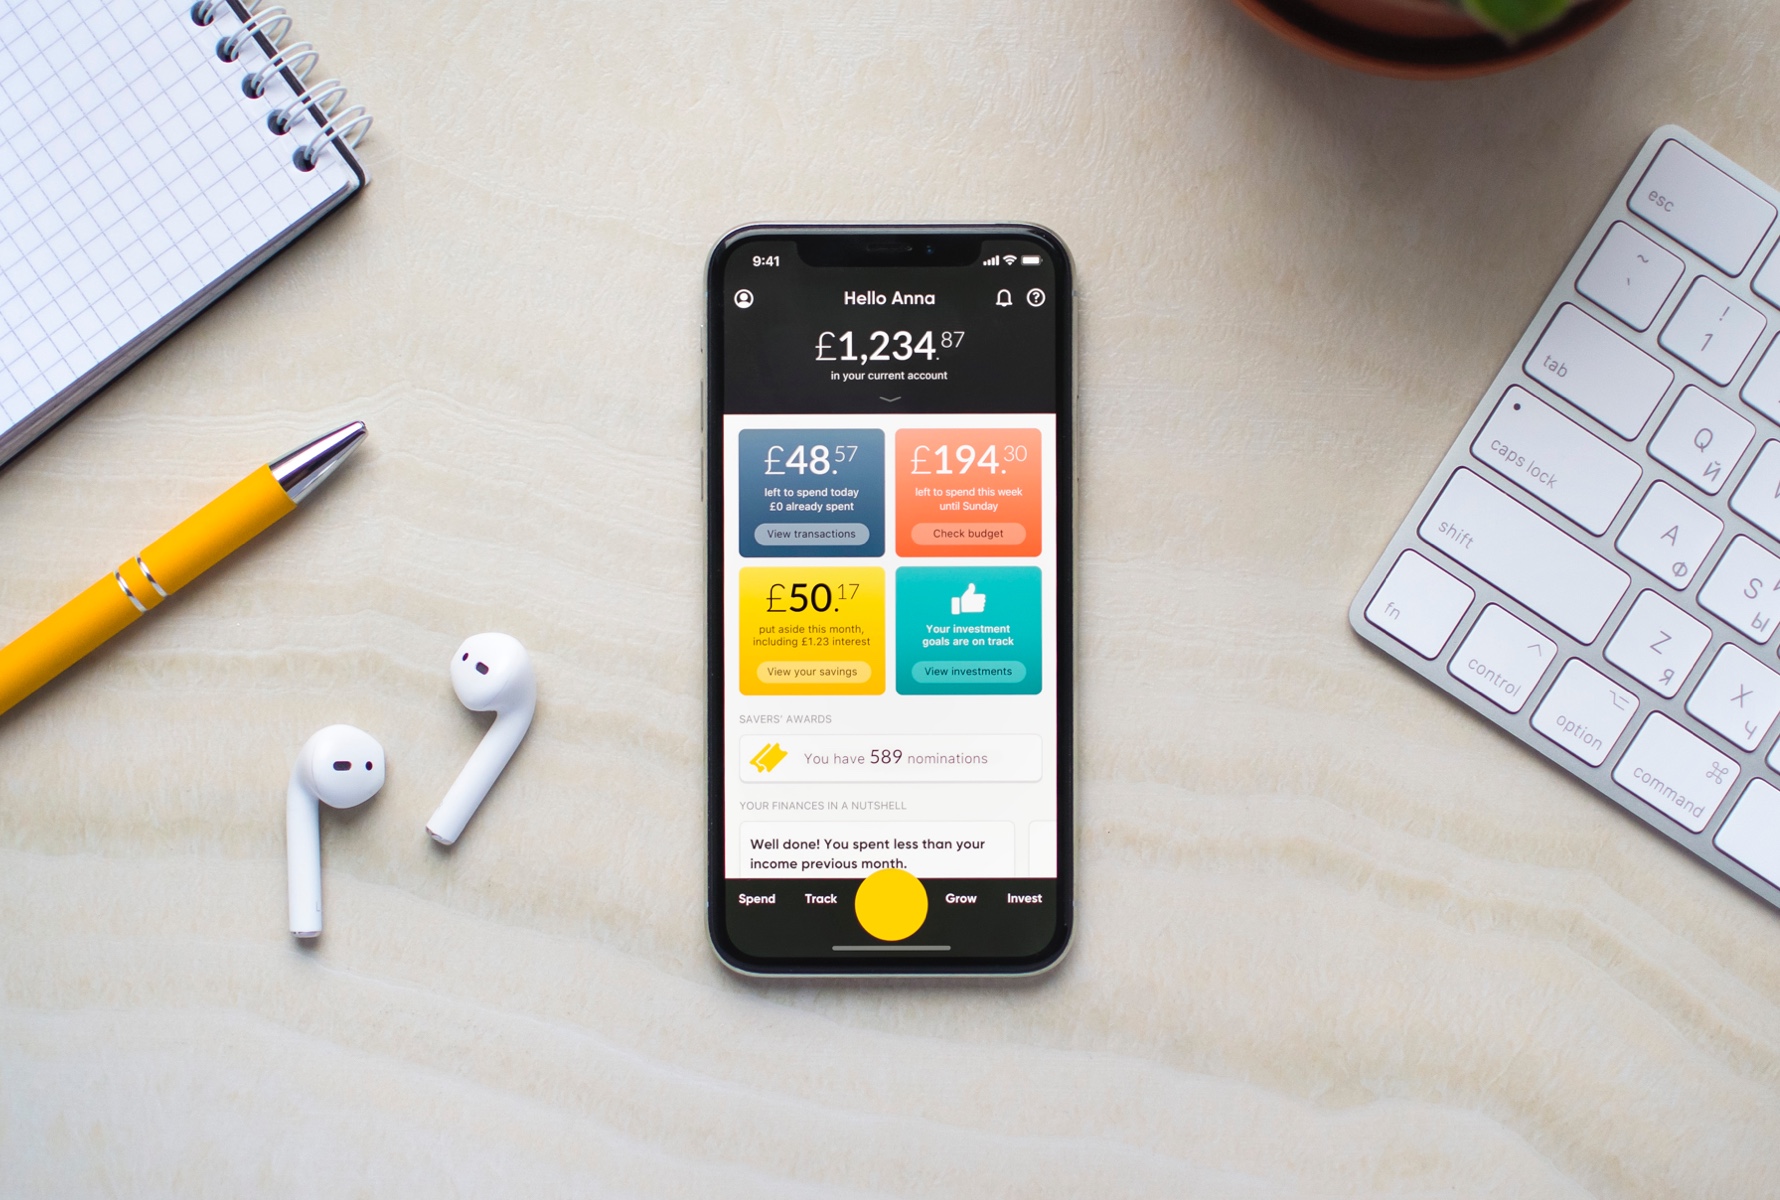 9:41
Hello Anna
£1,234.87
in your current account
£48.57
left to spend today
£0 already spent
View transactions
£194.30
left to spend this week
until Sunday
Check budget
£50.17
put aside this month,
including £1.23 interest
View your savings
Your investment
goals are on track
View investments
SAVERS' AWARDS
You have 589 nominations
YOUR FINANCES IN A NUTSHELL
Well done! You spent less than your
income previous month.
Spend
Track
Grow
Invest
esc
~
`
!
1
tab
Q
Й
caps lock
A
Ф
S
Ы
shift
Z
Я
X
Ч
fn
control
option
command